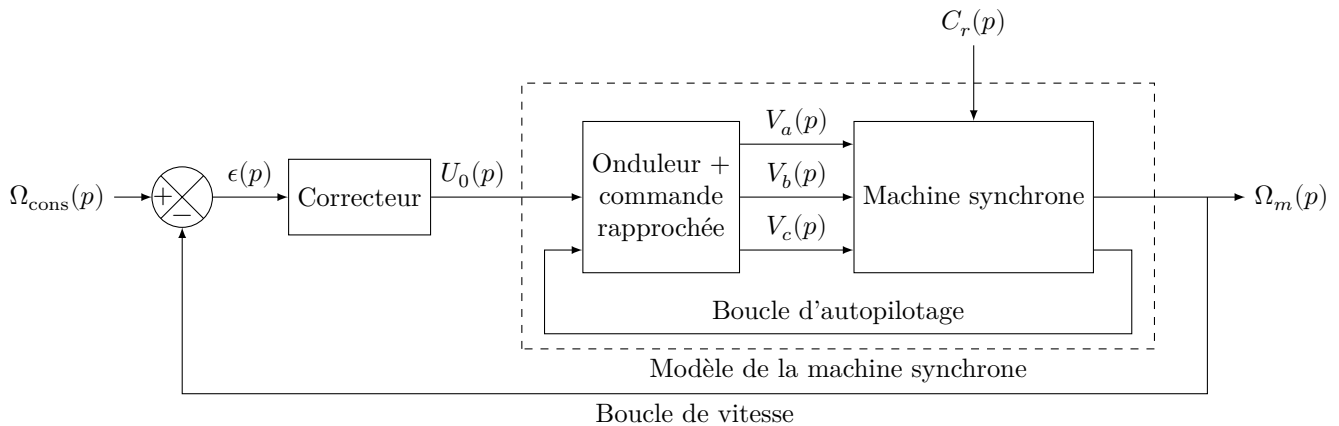 C_r(p)
Ω_cons(p)
+
−
ϵ(p)
Correcteur
U_0(p)
Onduleur +
commande
rapprochée
V_a(p)
V_b(p)
V_c(p)
Machine synchrone
Ω_m(p)
Boucle d'autopilotage
Modèle de la machine synchrone
Boucle de vitesse